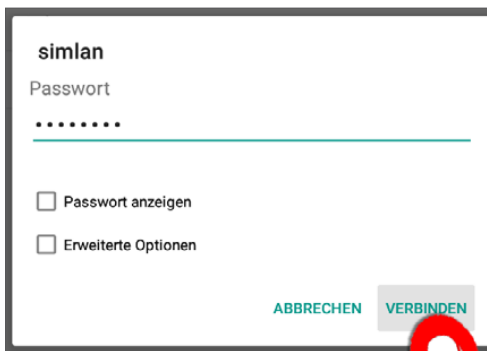 simlan
Passwort
••••••••
Passwort anzeigen
Erweiterte Optionen
ABBRECHEN VERBINDEN